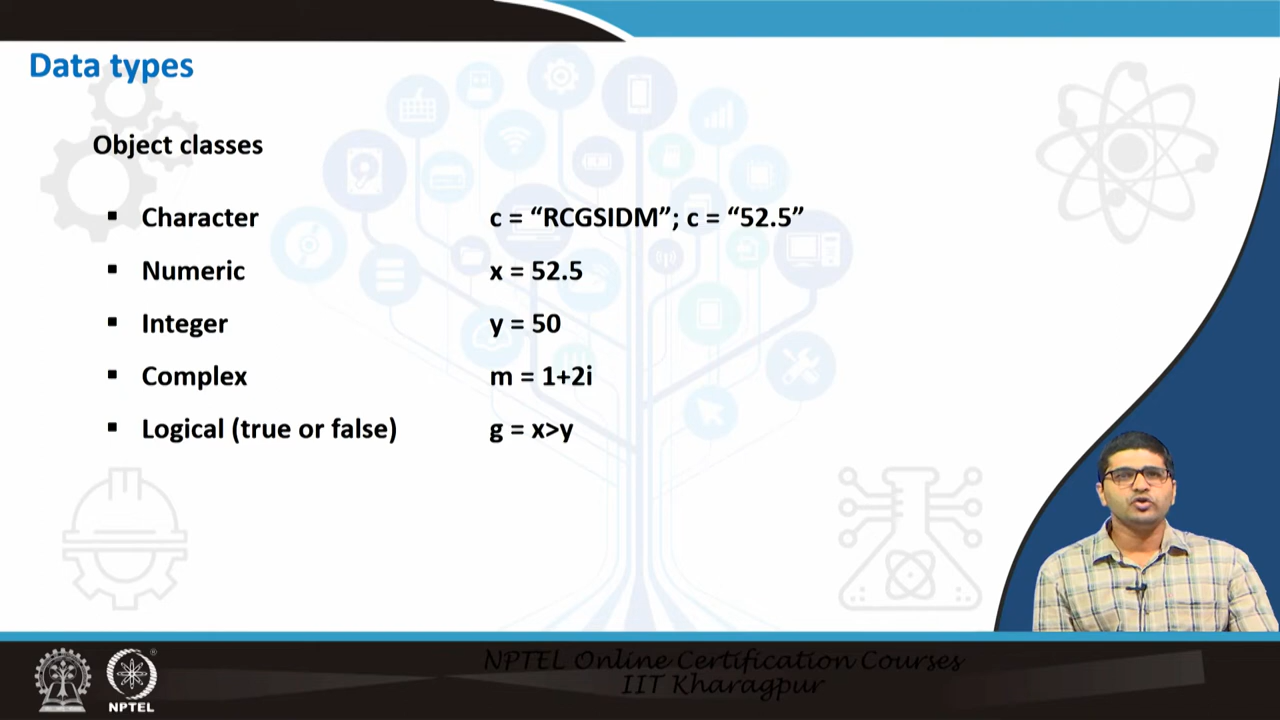 Data types
Object classes
▪ Character c = “RCGSIDM”; c = “52.5”
▪ Numeric x = 52.5
▪ Integer y = 50
▪ Complex m = 1+2i
▪ Logical (true or false) g = x>y
NPTEL Online Certification Courses
IIT Kharagpur
®
NPTEL